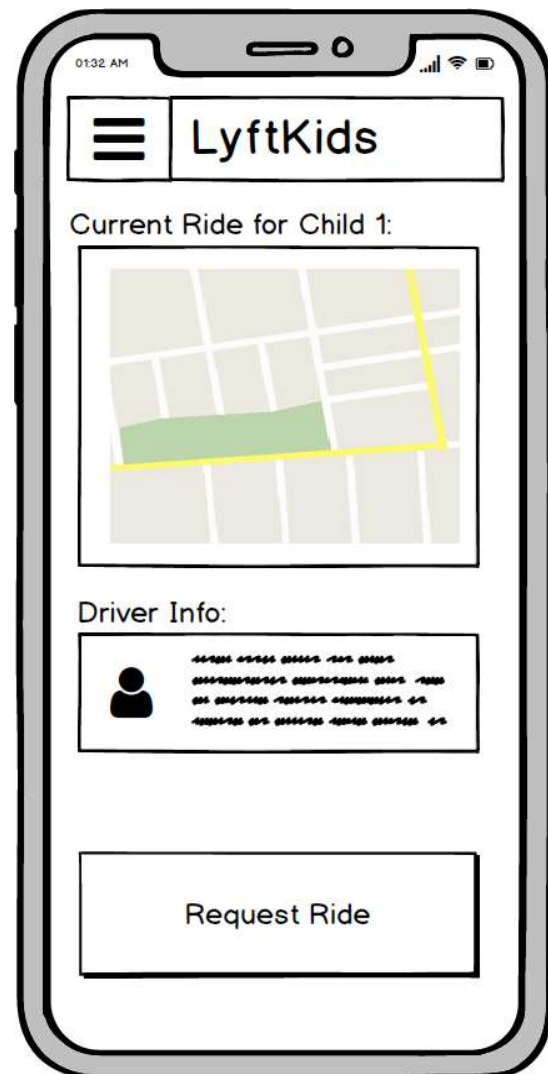 01:32 AM
LyftKids
Current Ride for Child 1:
Driver Info:
Request Ride